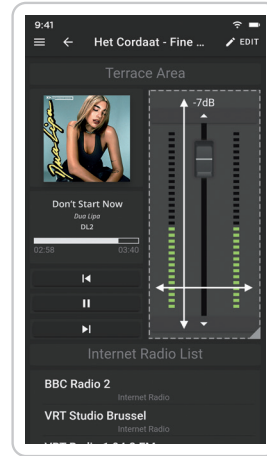 9:41
Het Cordaat - Fine ...
EDIT
Terrace Area
Dua Lipa
-7dB
Don't Start Now
Dua Lipa
DL2
02:58
03:40
Internet Radio List
BBC Radio 2
Internet Radio
VRT Studio Brussel
Internet Radio